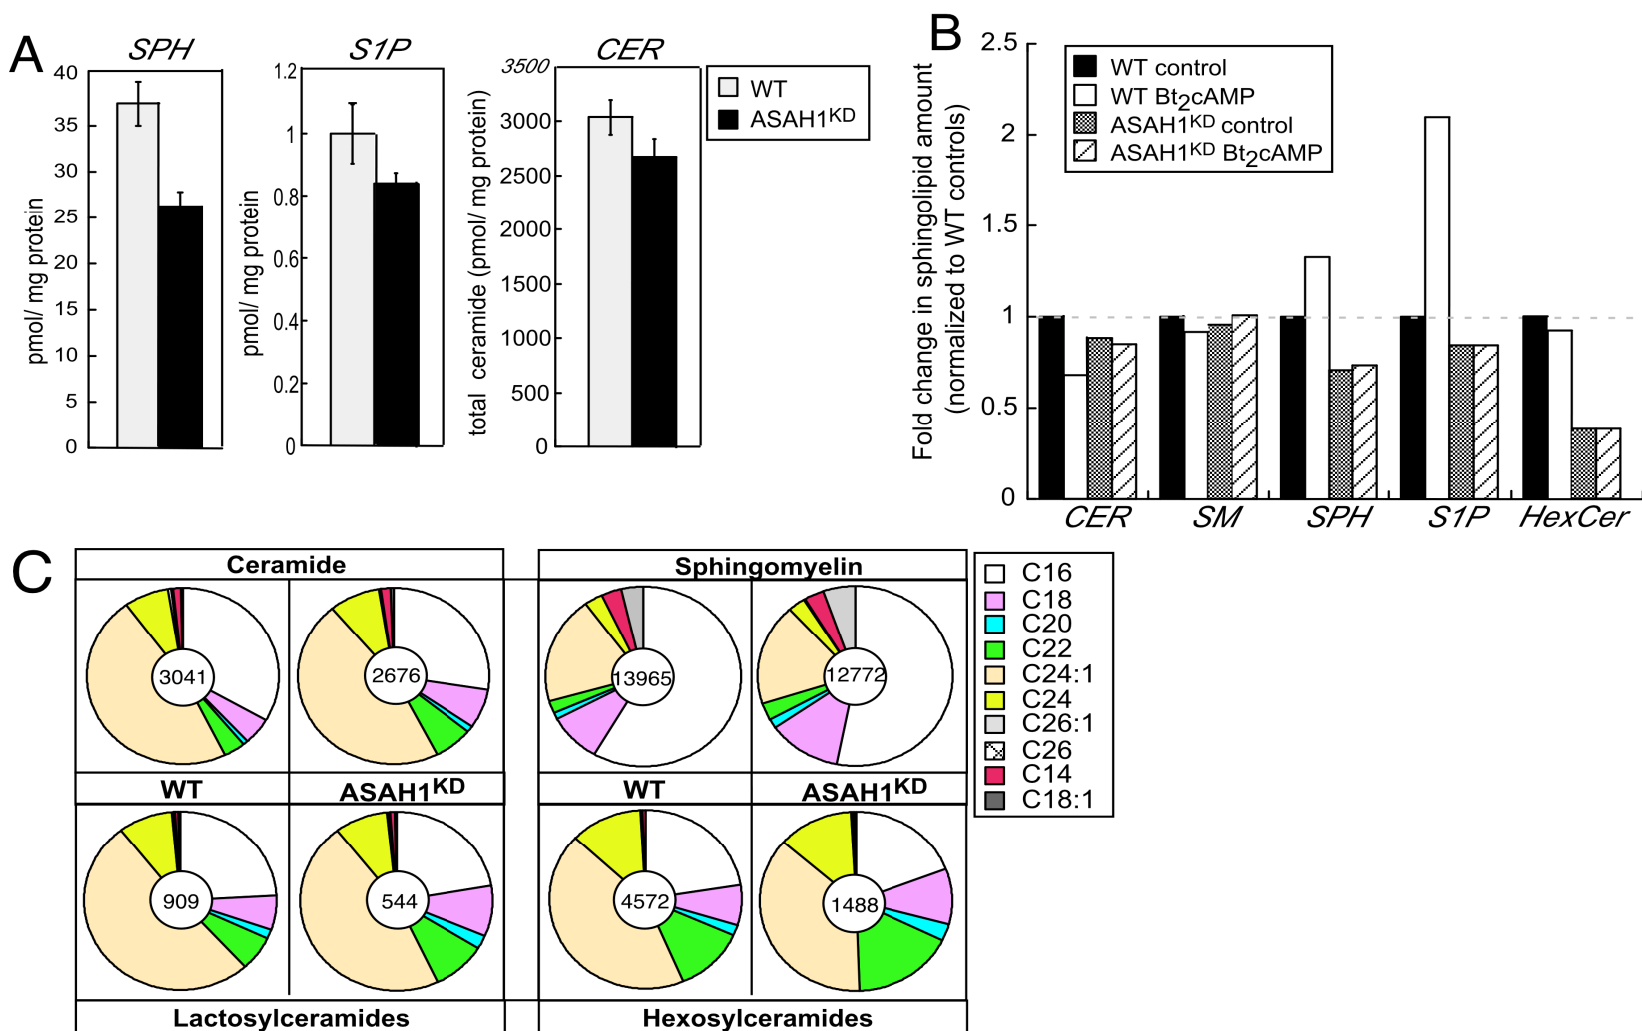 A
SPH
S1P
CER
40
35
30
25
20
15
10
5
0
pmol/ mg protein
1.2
1
0.8
0.6
0.4
0.2
0
pmol/ mg protein
3500
3000
2500
2000
1500
1000
500
0
total ceramide (pmol/ mg protein)
WT
ASAH1KD
B
2.5
2
1.5
1
0.5
0
Fold change in sphingolipid amount
(normalized to WT controls)
WT control
WT Bt2cAMP
ASAH1KD control
ASAH1KD Bt2cAMP
CER SM SPH S1P HexCer
C
Ceramide
Sphingomyelin
3041
2676
13965
12772
WT
ASAH1KD
WT
ASAH1KD
909
544
4572
1488
Lactosylceramides
Hexosylceramides
C16
C18
C20
C22
C24:1
C24
C26:1
C26
C14
C18:1